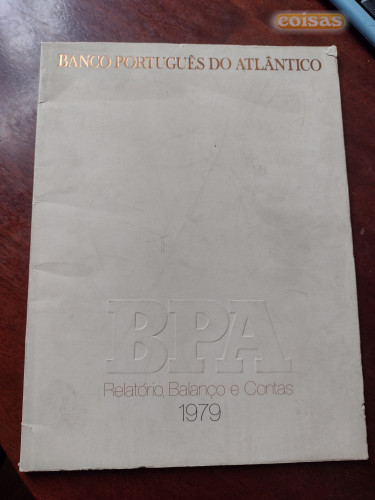 coisas
BANCO PORTUGUÊS DO ATLÂNTICO
BPA
Relatório, Balanço e Contas
1979